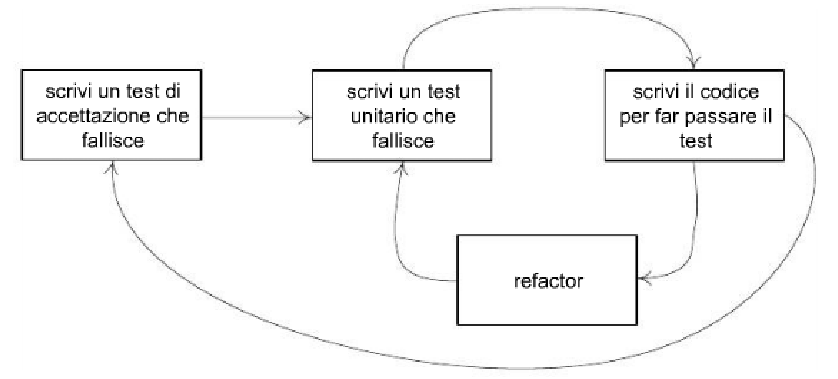 scrivi un test di
accettazione che
fallisce
scrivi un test
unitario che
fallisce
scrivi il codice
per far passare il
test
refactor